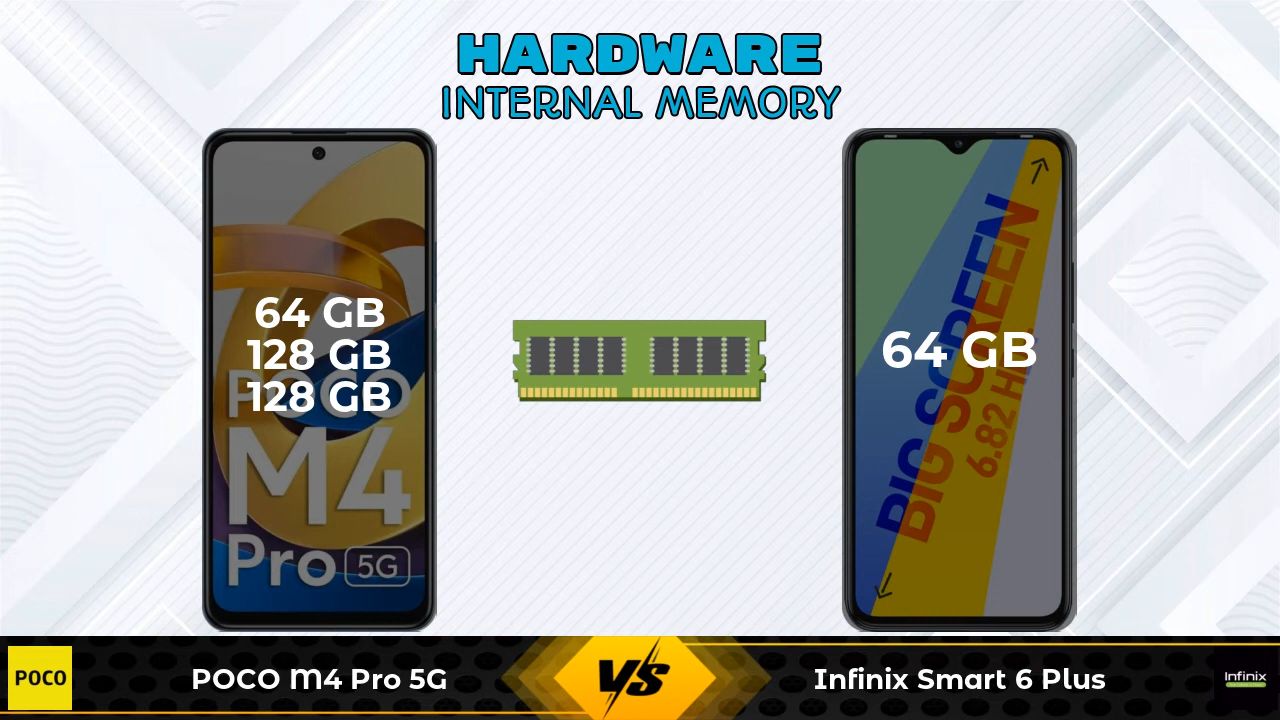 HARDWARE
INTERNAL MEMORY
64 GB
128 GB
128 GB
POCO
M4
Pro 5G
64 GB
BIG SCREEN
6.82 H
POCO
POCO M4 Pro 5G
VS
Infinix Smart 6 Plus
Infinix